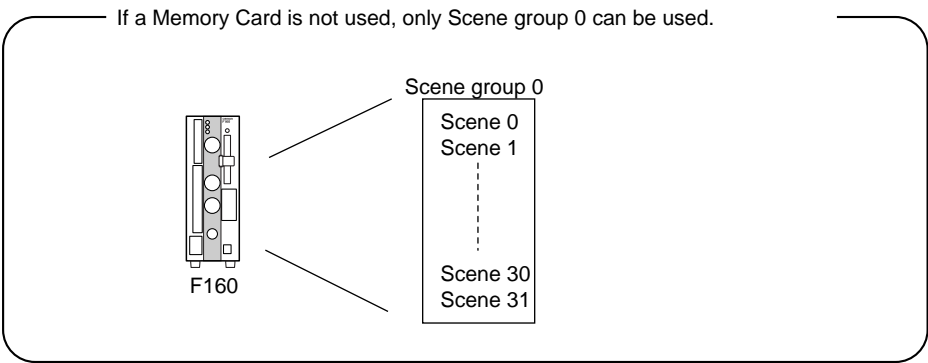 If a Memory Card is not used, only Scene group 0 can be used.
Scene group 0
Scene 0
Scene 1
Scene 30
Scene 31
F160